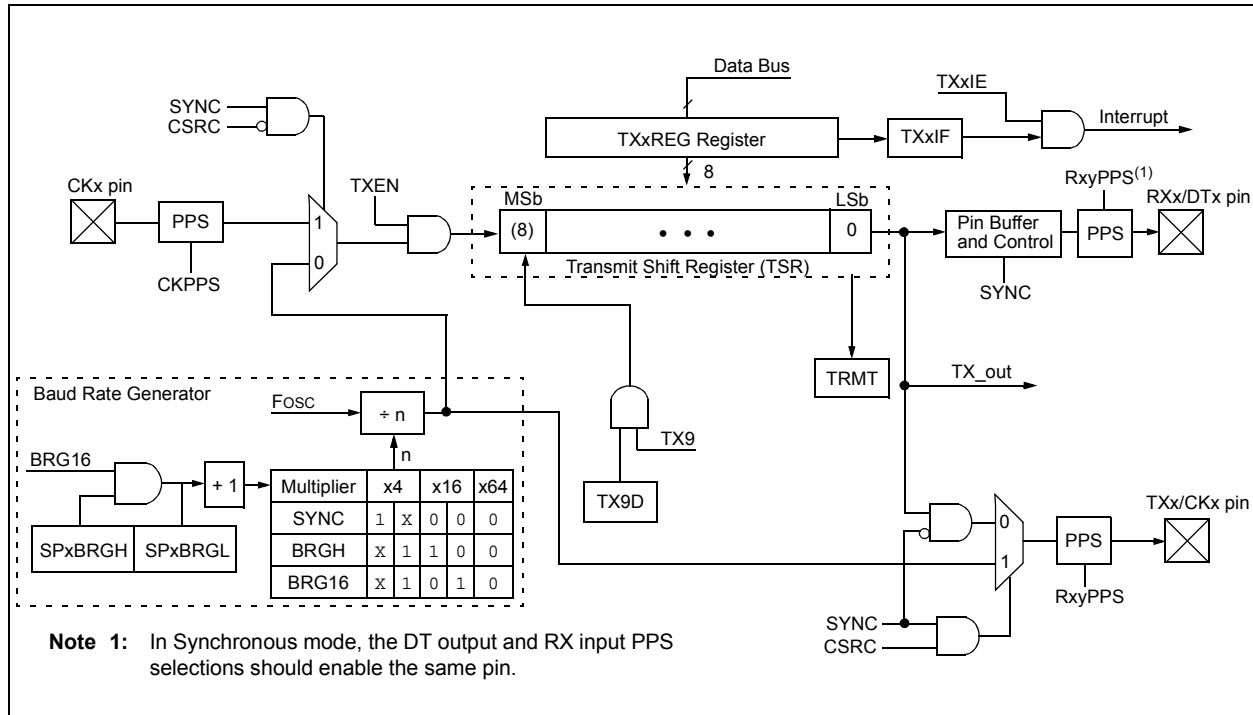 Data Bus
TXxIE
SYNC
CSRC
Interrupt
TXxREG Register
TXxIF
8
CKx pin
TXEN
MSb
LSb
RxyPPS(1)
RXx/DTx pin
PPS
1
(8)
• • •
0
Pin Buffer
and Control
PPS
0
Transmit Shift Register (TSR)
CKPPS
SYNC
TRMT
Baud Rate Generator
TX_out
FOSC
÷ n
TX9
n
BRG16
+ 1
Multiplier x4 x16 x64
TX9D
TXx/CKx pin
SYNC 1 X 0 0 0
0
SPxBRGH SPxBRGL
BRGH X 1 1 0 0
PPS
1
BRG16 X 1 0 1 0
RxyPPS
SYNC
CSRC
Note 1: In Synchronous mode, the DT output and RX input PPS
selections should enable the same pin.